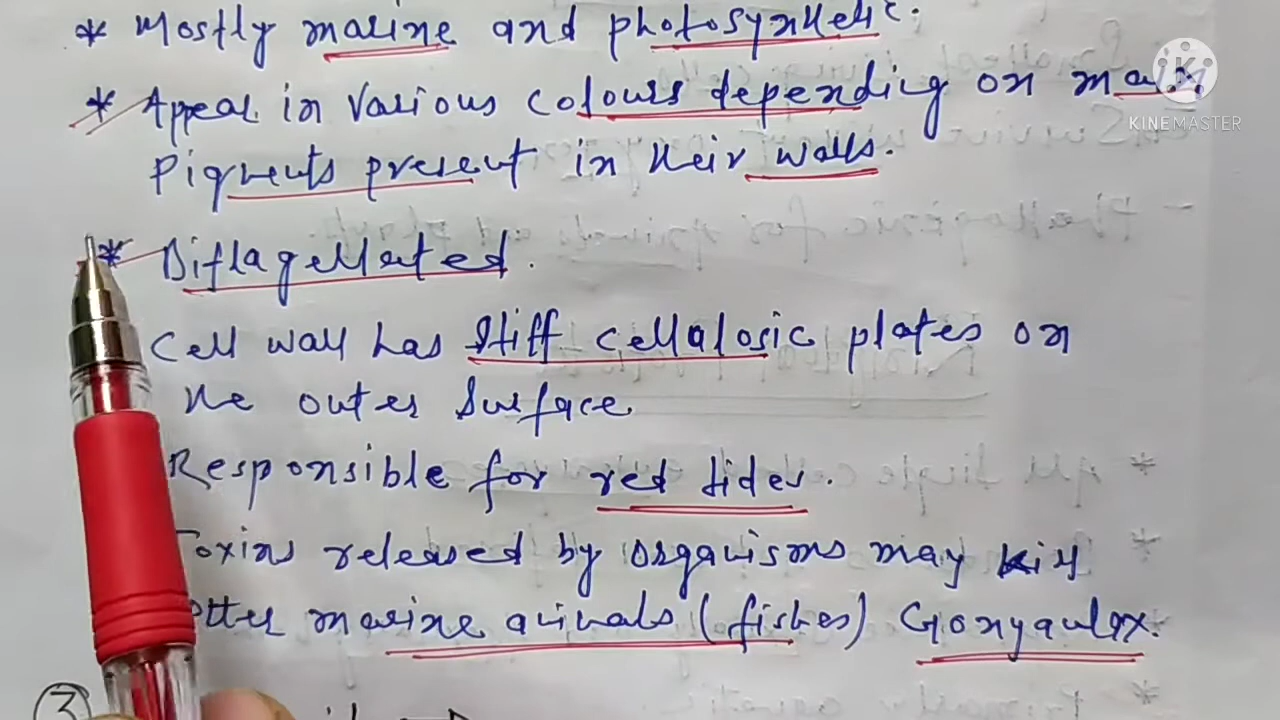 * Mostly marine and photosynthetic.
* Appear in various colours depending on main
KINEMASTER
Pigments present in their walls.
* Biflagellated.
Cell wall has stiff cellulosic plates on
the outer surface
Responsible for red tides.
Toxins released by organisms may kill
other marine animals (fishes) Gonyaulax.
3